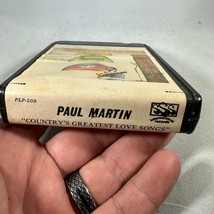 PLP-509
PAUL MARTIN
"COUNTRY'S GREATEST LOVE SONGS"